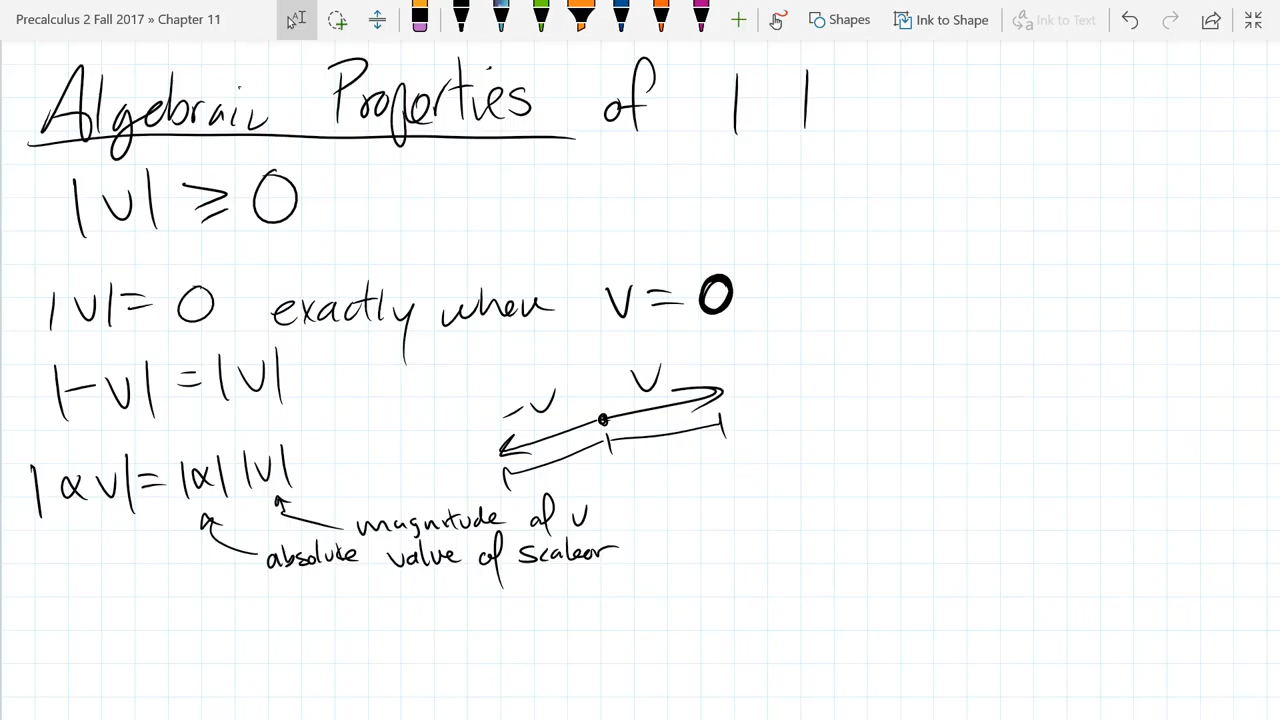 Precalculus 2 Fall 2017 » Chapter 11
Shapes
Ink to Shape
Ink to Text
Algebraic Properties of | |
|v| ≥ 0
|v| = 0 exactly when v = 0
|-v| = |v|
-v
v
|αv| = |α| |v|
magnitude of v
absolute value of scalar